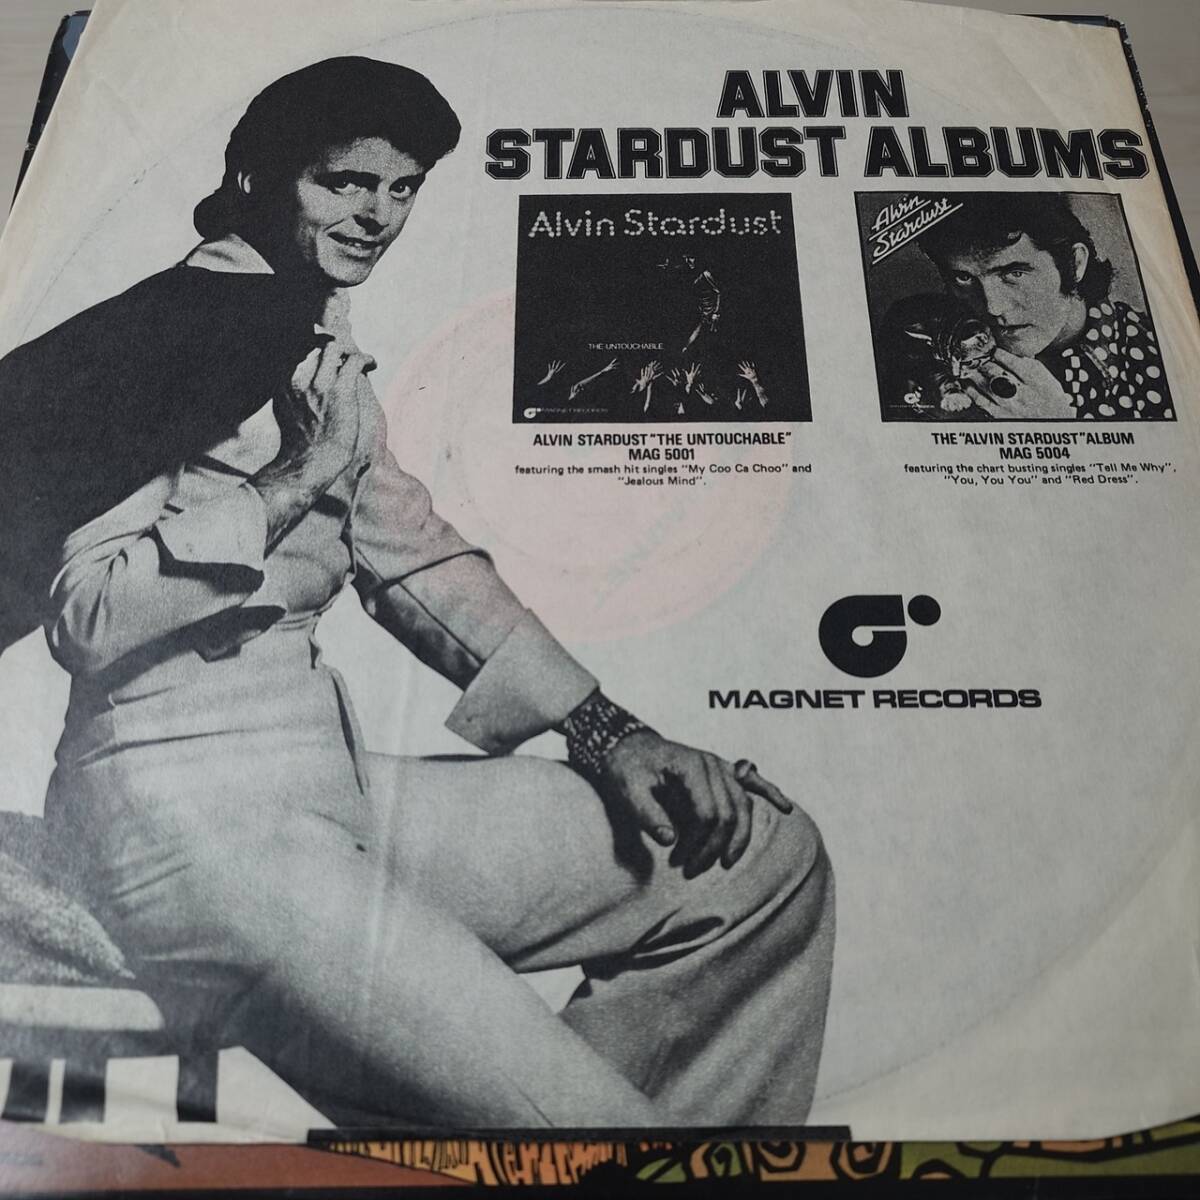 ALVIN
STARDUST ALBUMS
Alvin Stardust
THE UNTOUCHABLE
MAGNET RECORDS
ALVIN STARDUST "THE UNTOUCHABLE"
MAG 5001
featuring the smash hit singles "My Coo Ca Choo" and
"Jealous Mind".
Alvin
Stardust
THE "ALVIN STARDUST" ALBUM
MAG 5004
featuring the chart busting singles "Tell Me Why",
"You, You You" and "Red Dress".
MAGNET RECORDS